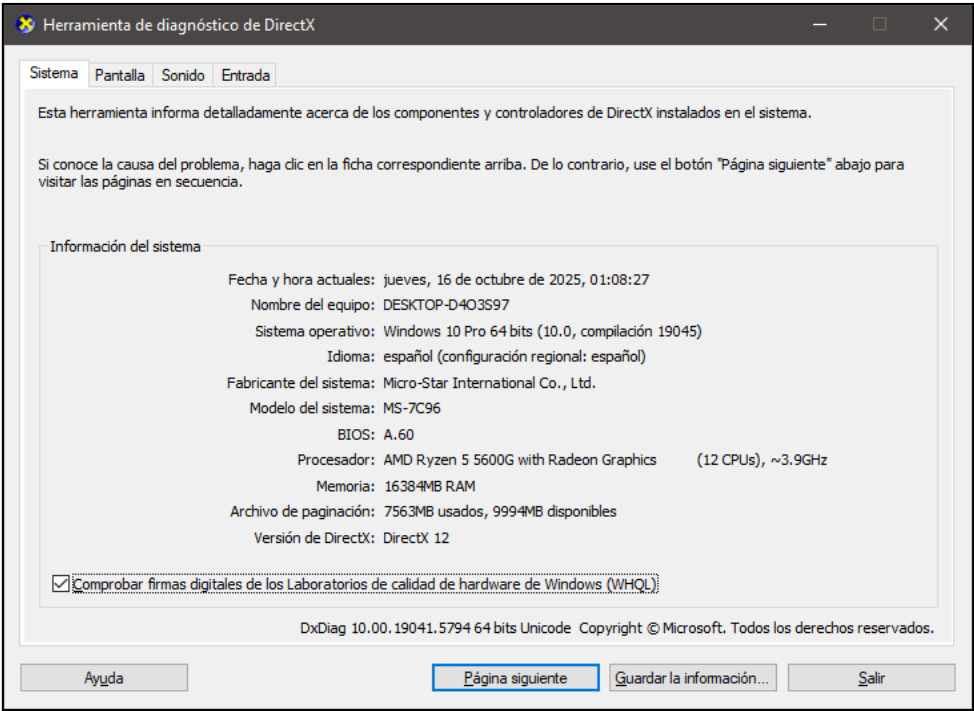 Herramienta de diagnóstico de DirectX
Sistema Pantalla Sonido Entrada
Esta herramienta informa detalladamente acerca de los componentes y controladores de DirectX instalados en el sistema.
Si conoce la causa del problema, haga clic en la ficha correspondiente arriba. De lo contrario, use el botón "Página siguiente" abajo para
visitar las páginas en secuencia.
Información del sistema
Fecha y hora actuales: jueves, 16 de octubre de 2025, 01:08:27
Nombre del equipo: DESKTOP-D4O3S97
Sistema operativo: Windows 10 Pro 64 bits (10.0, compilación 19045)
Idioma: español (configuración regional: español)
Fabricante del sistema: Micro-Star International Co., Ltd.
Modelo del sistema: MS-7C96
BIOS: A.60
Procesador: AMD Ryzen 5 5600G with Radeon Graphics (12 CPUs), ~3.9GHz
Memoria: 16384MB RAM
Archivo de paginación: 7563MB usados, 9994MB disponibles
Versión de DirectX: DirectX 12
Comprobar firmas digitales de los Laboratorios de calidad de hardware de Windows (WHQL)
DxDiag 10.00.19041.5794 64 bits Unicode Copyright © Microsoft. Todos los derechos reservados.
Ayuda Página siguiente Guardar la información... Salir